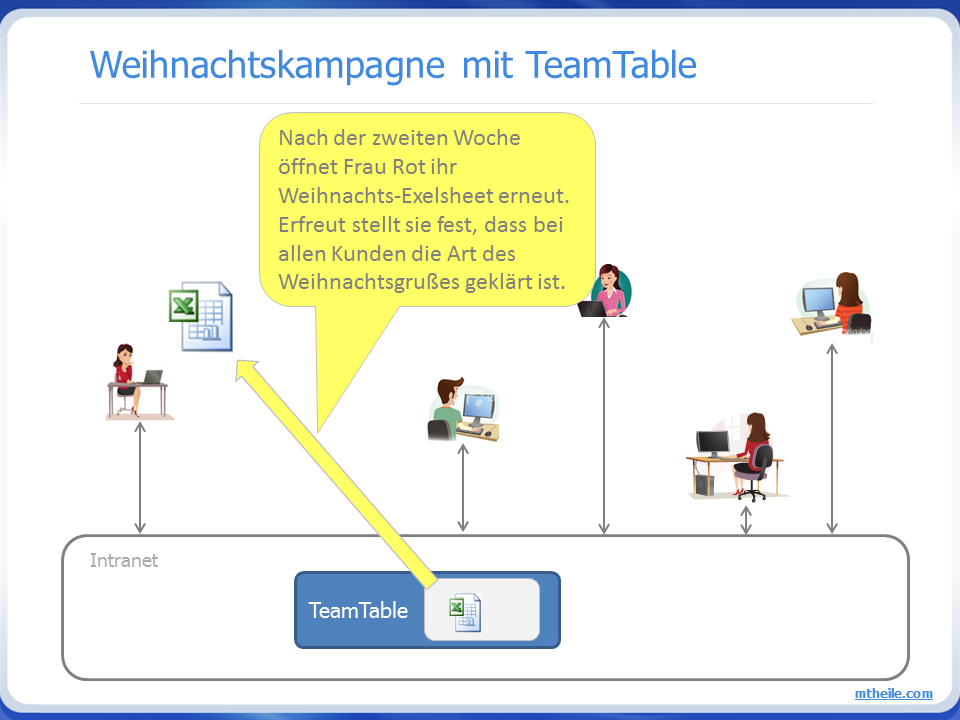 Weihnachtskampagne mit TeamTable
Nach der zweiten Woche
öffnet Frau Rot ihr
Weihnachts-Exelsheet erneut.
Erfreut stellt sie fest, dass bei
allen Kunden die Art des
Weihnachtsgrußes geklärt ist.
Intranet
TeamTable
mtheile.com